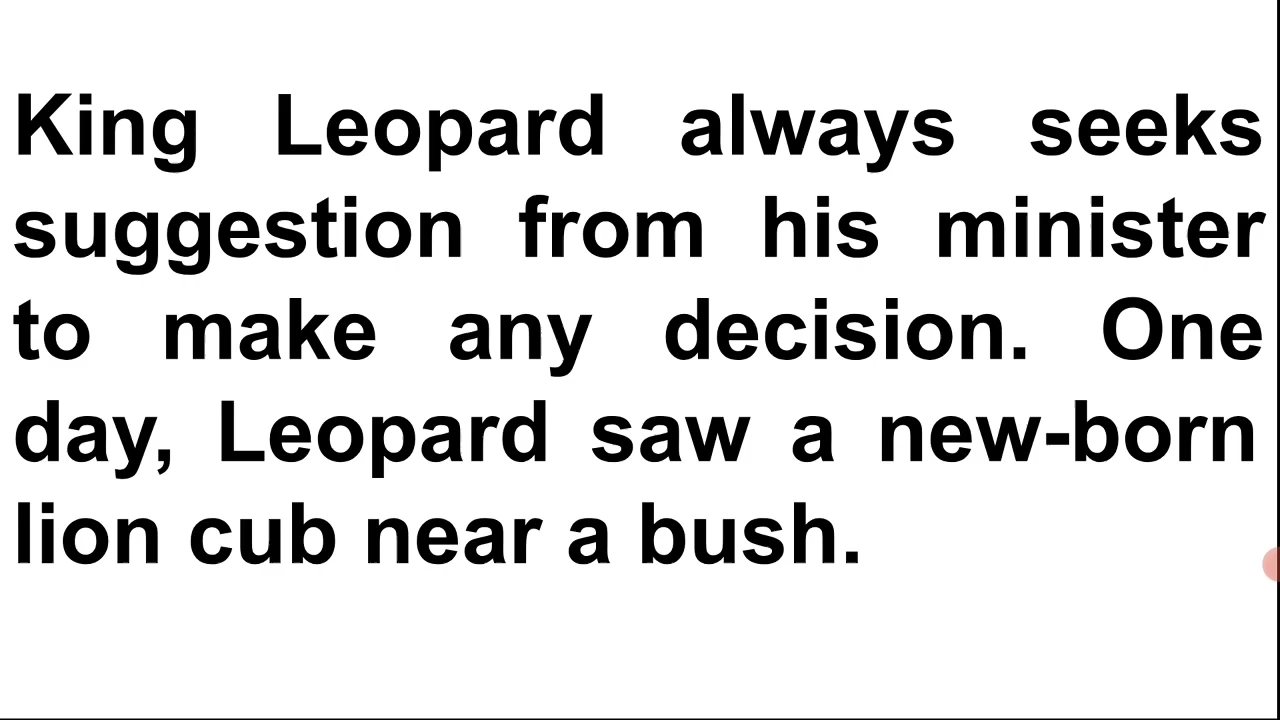 King Leopard always seeks
suggestion from his minister
to make any decision. One
day, Leopard saw a new-born
lion cub near a bush.